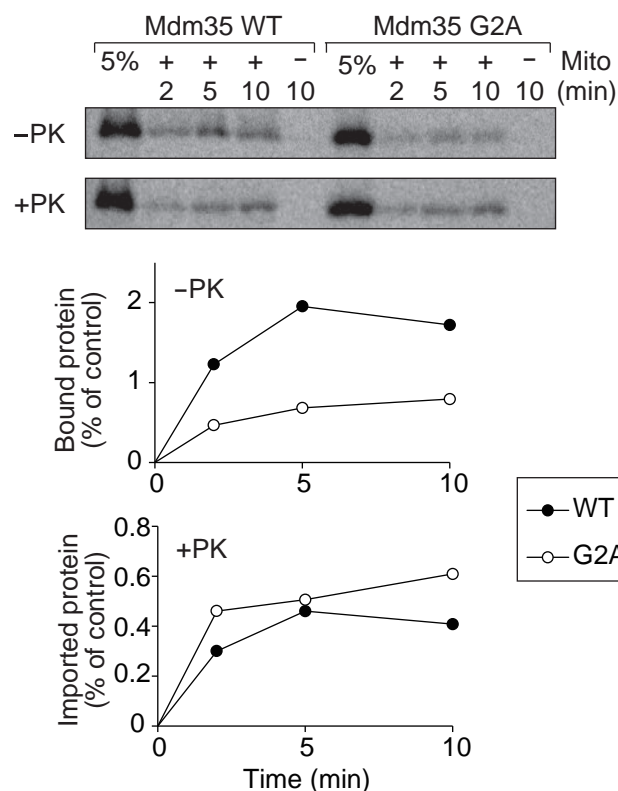 Mdm35 WT Mdm35 G2A
5% + + + − 5% + + + − Mito
2 5 10 10 2 5 10 10 (min)
−PK
+PK
−PK
Bound protein
(% of control)
2
1
0
0 5 10
+PK
Imported protein
(% of control)
0.8
0.6
0.4
0.2
0
0 5 10
Time (min)
WT
G2A